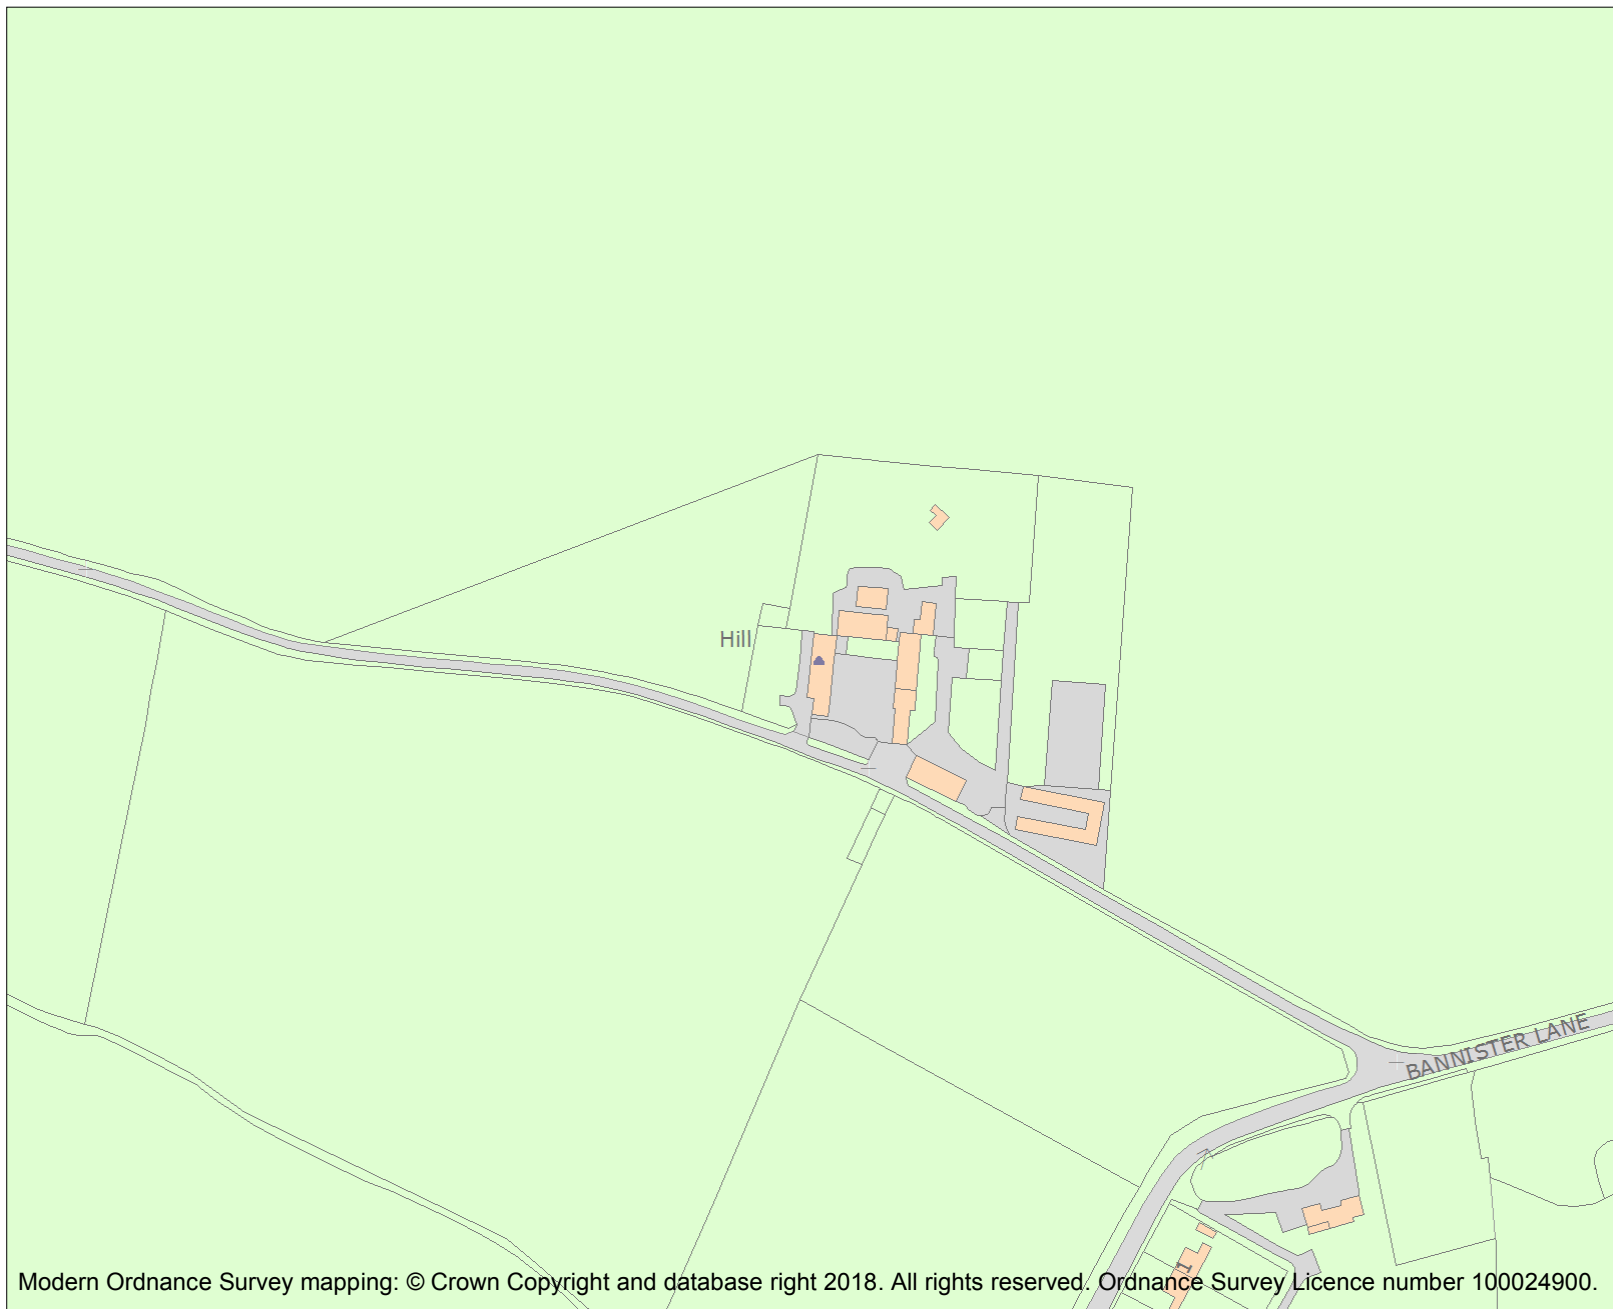 Hill
BANNISTER LANE
1
Modern Ordnance Survey mapping: © Crown Copyright and database right 2018. All rights reserved. Ordnance Survey Licence number 100024900.